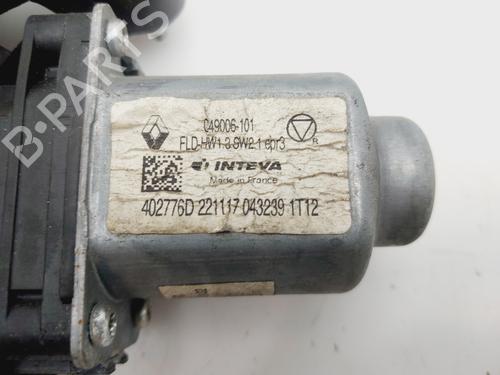 C49006-101
FLD-HW1.3 SW2.1 epr3
INTEVA
Made in France
402776D 221117 043239 1T12
R
B-PARTS